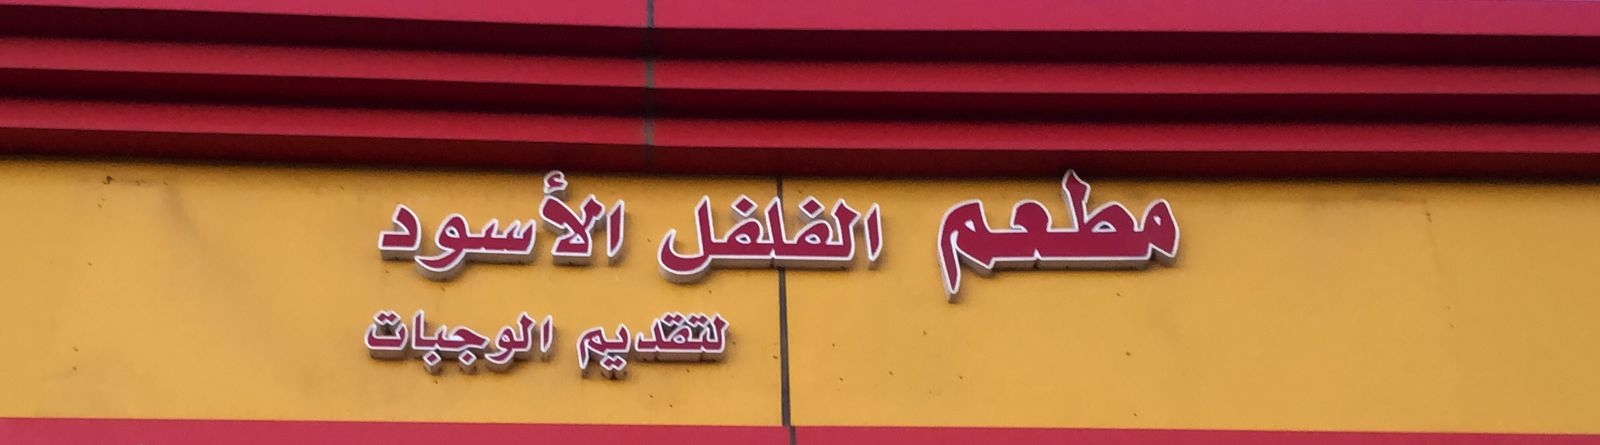 مطعم الفلفل الأسود
لتقديم الوجبات